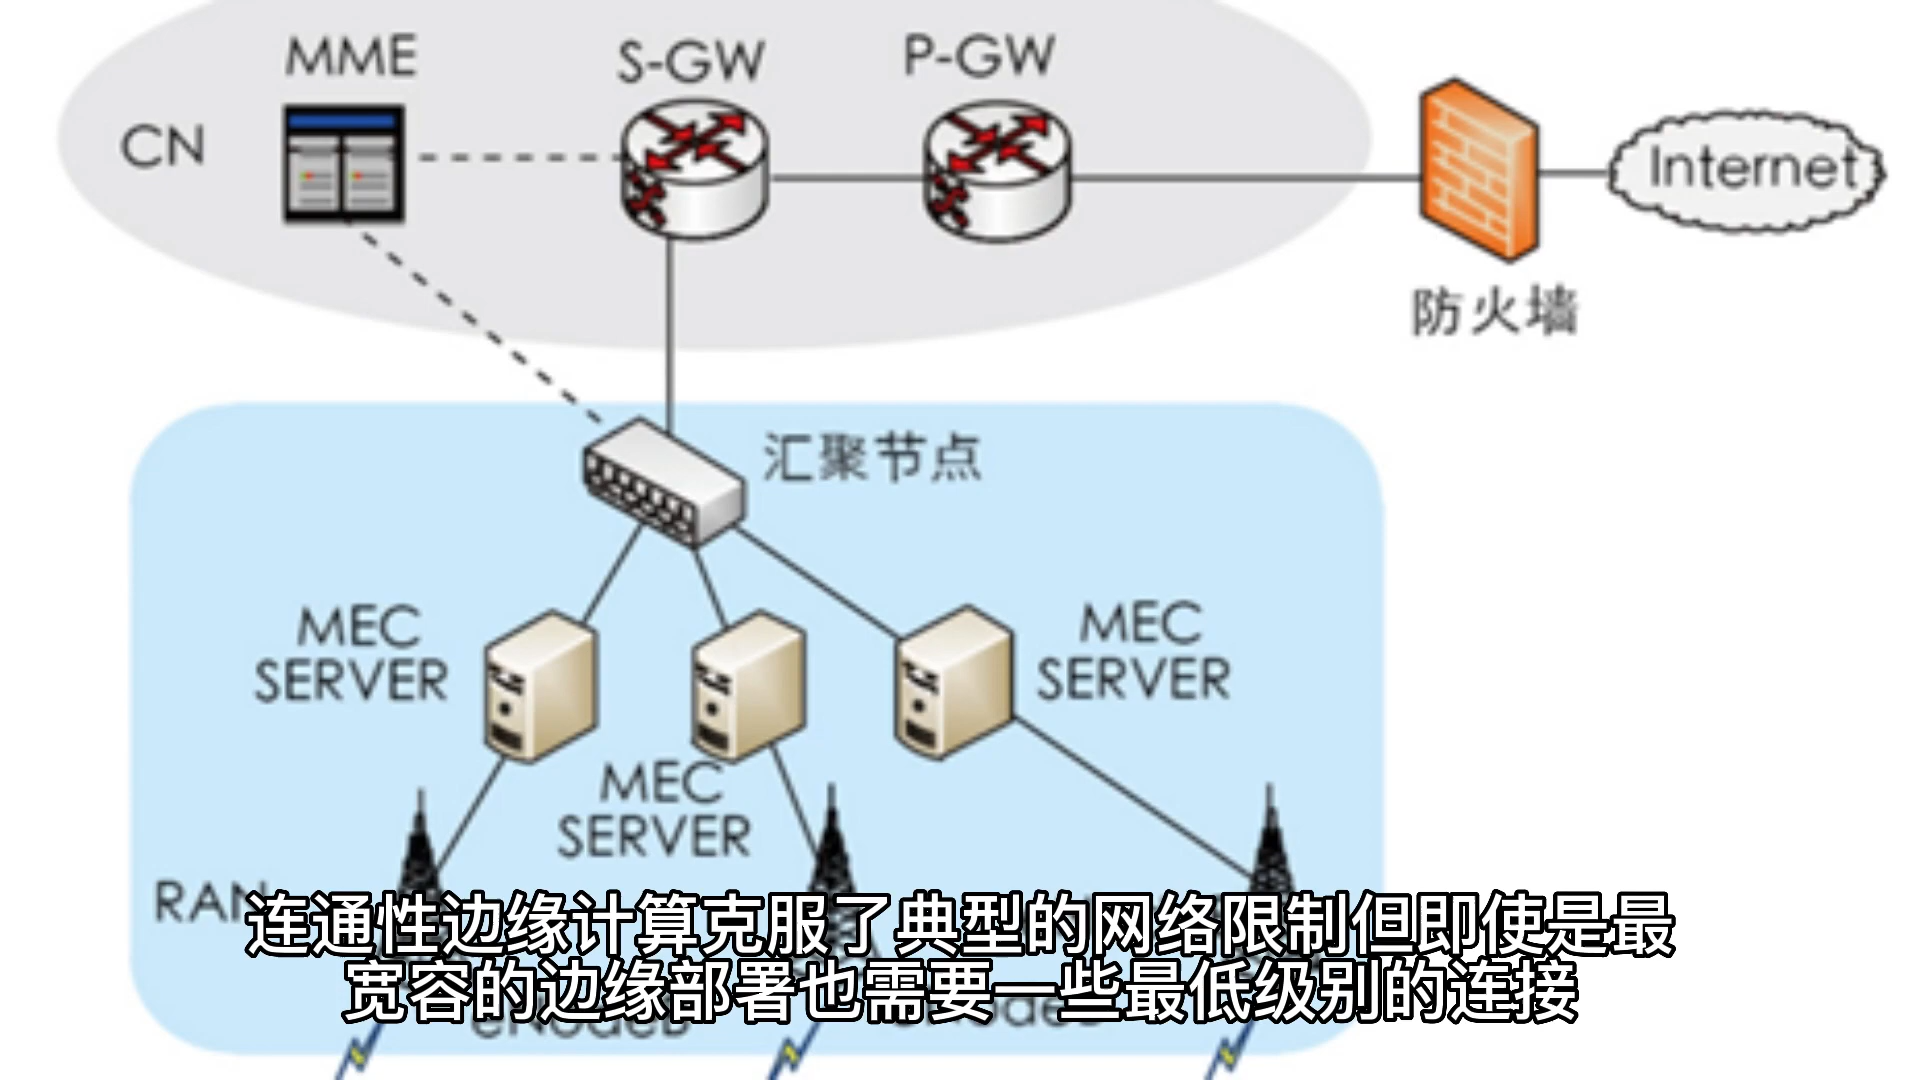 MME
S-GW
P-GW
CN
Internet
防火墙
汇聚节点
MEC
SERVER
MEC
SERVER
MEC
SERVER
RAN
连通性边缘计算克服了典型的网络限制但即使是最
宽容的边缘部署也需要一些最低级别的连接
eNodeB